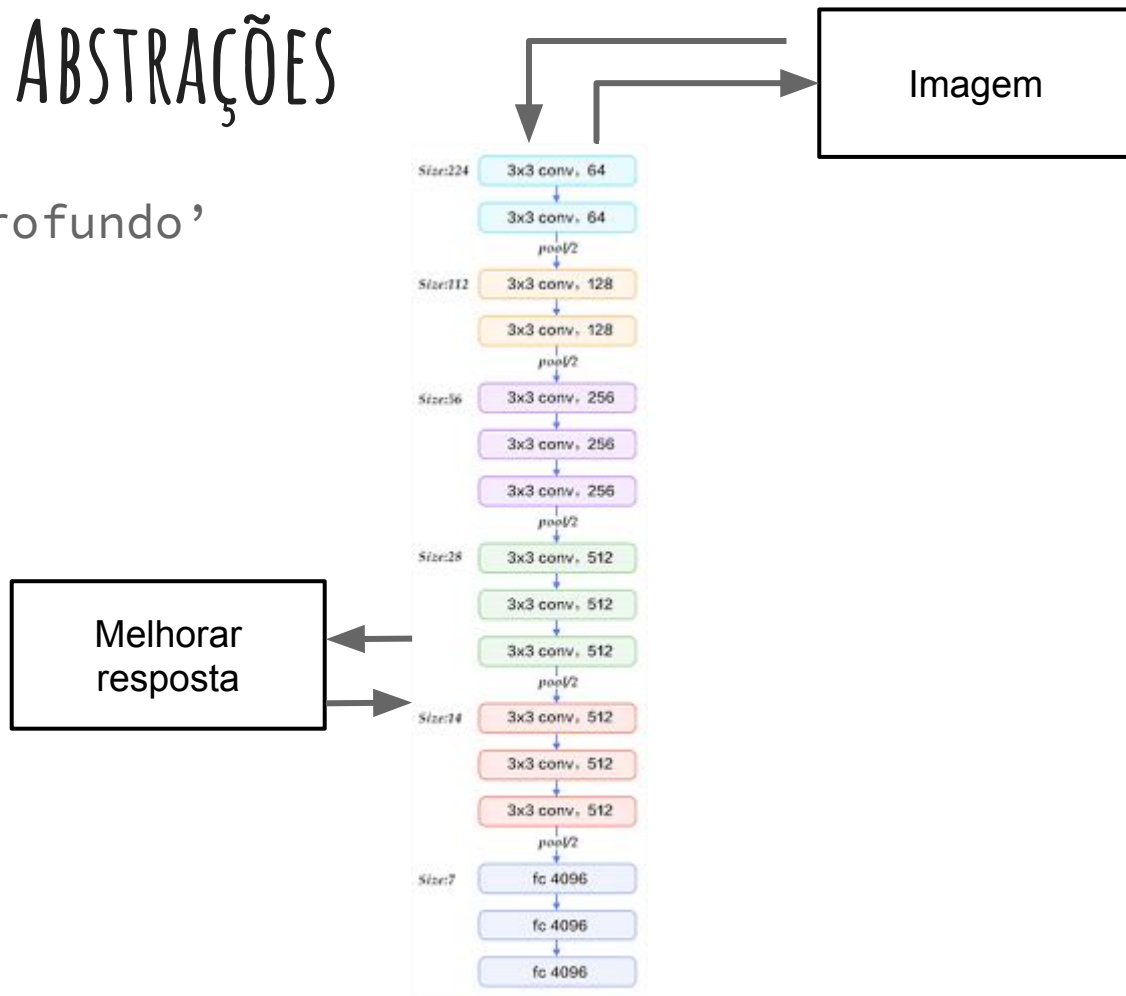 ABSTRAÇÕES
Imagem
rofundo’
Size:224
3x3 conv, 64
3x3 conv, 64
pool/2
Size:112
3x3 conv, 128
3x3 conv, 128
pool/2
Size:56
3x3 conv, 256
3x3 conv, 256
3x3 conv, 256
pool/2
Size:28
3x3 conv, 512
3x3 conv, 512
3x3 conv, 512
pool/2
Melhorar
resposta
Size:14
3x3 conv, 512
3x3 conv, 512
3x3 conv, 512
pool/2
Size:7
fc 4096
fc 4096
fc 4096